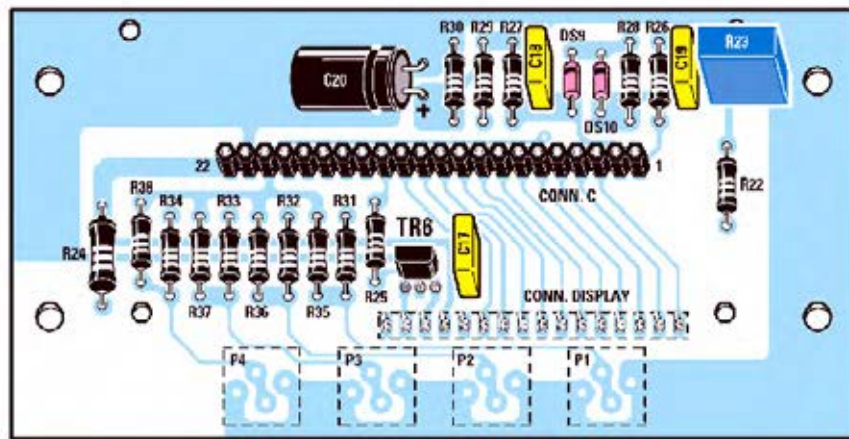 R30 R29 R27 C18 DS9 R28 R26 C19 R23
C20
+
DS10
22 1
CONN. C
R22
R38
R34 R33 R32 R31
TR6 C17
R24
R25
CONN. DISPLAY
R37 R36 R35
P4 P3 P2 P1